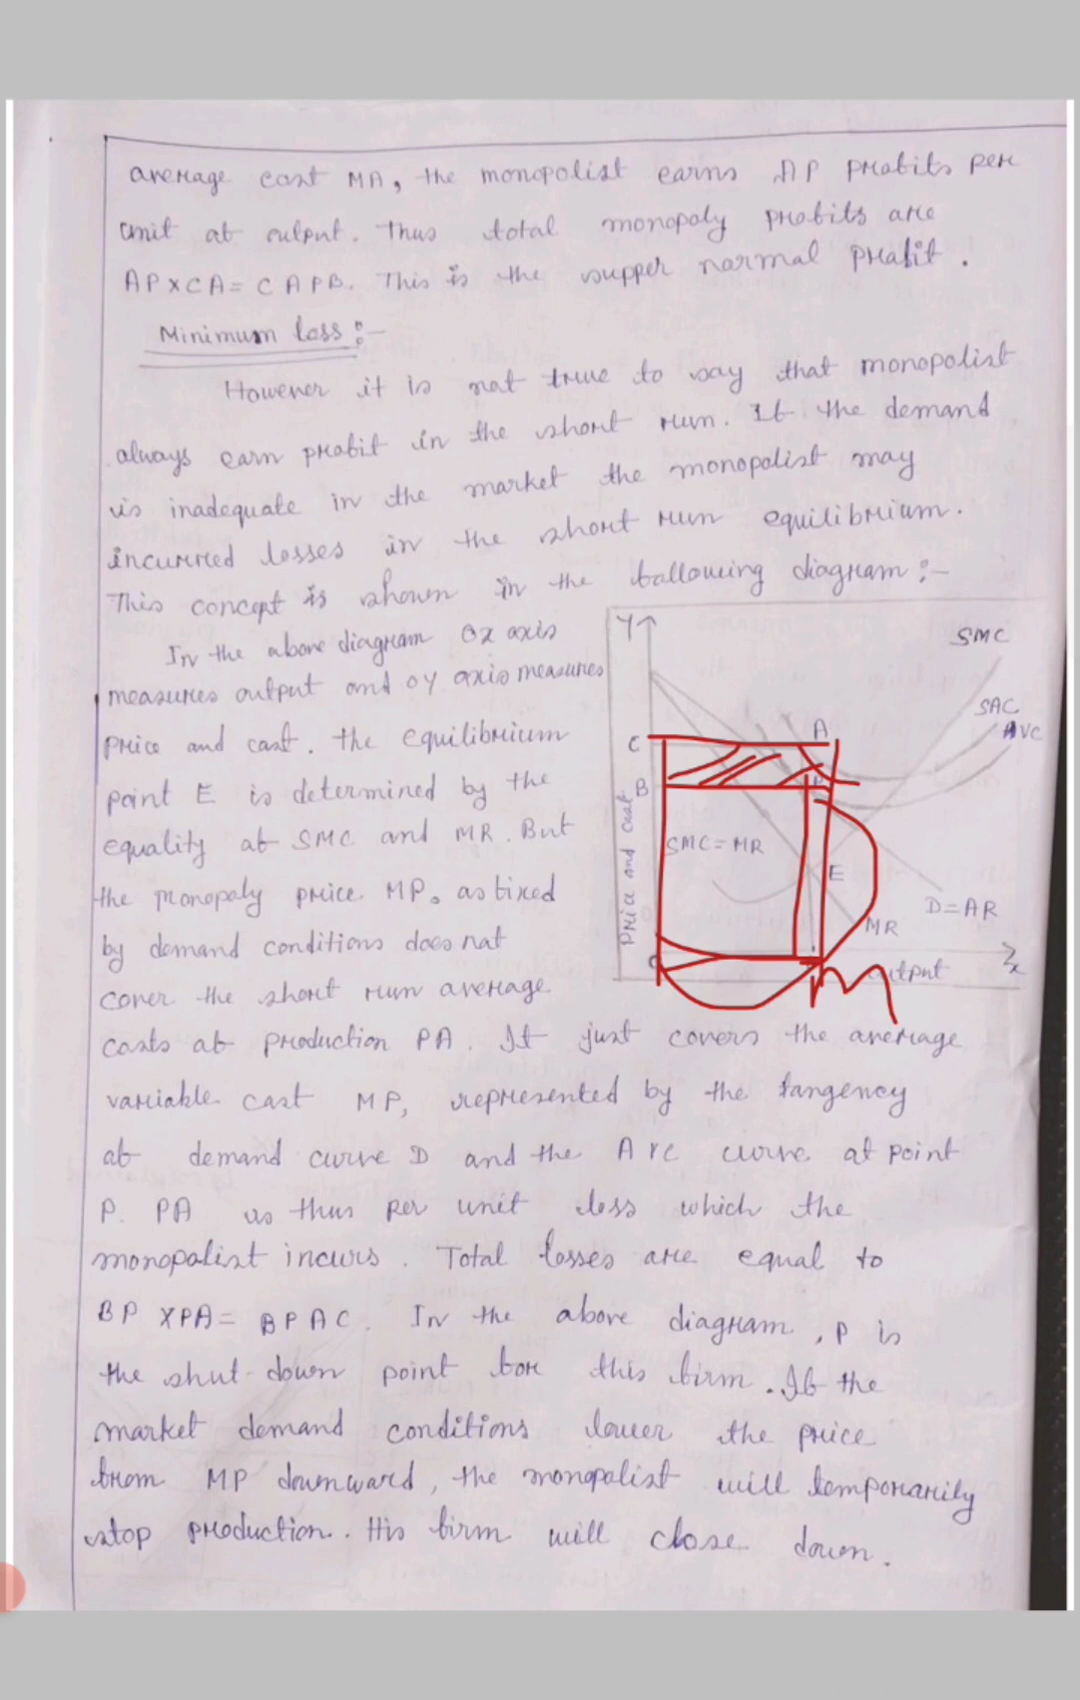 average cost MA, the monopolist earns AP profits per
unit of output. Thus total monopoly profits are
AP×CA= CAPB. This is the supper normal profit.
Minimum loss :-
However it is not true to say that monopolist
always earn profit in the short run. If the demand
is inadequate in the market the monopolist may
incurred losses in the short run equilibrium.
This concept is shown in the following diagram :-
In the above diagram OX axis
measures output and OY axis measures
price and cost. The equilibrium
point E is determined by the
equality of SMC and MR. But
the monopoly price MP. as fixed
by demand conditions does not
cover the short run average
costs of production PA. It just covers the average
variable cost MP, represented by the tangency
of demand curve D and the AVC curve at point
P. PA is thus per unit loss which the
monopolist incurs. Total losses are equal to
BP XPA= BPAC. In the above diagram, P is
the shut-down point for this firm. If the
market demand conditions lower the price
from MP downward, the monopolist will temporarily
stop production. His firm will close down.
Y
SMC
SAC
AVC
C
A
B
P
Price and cost
SMC=MR
E
D=AR
MR
O
M
output
X